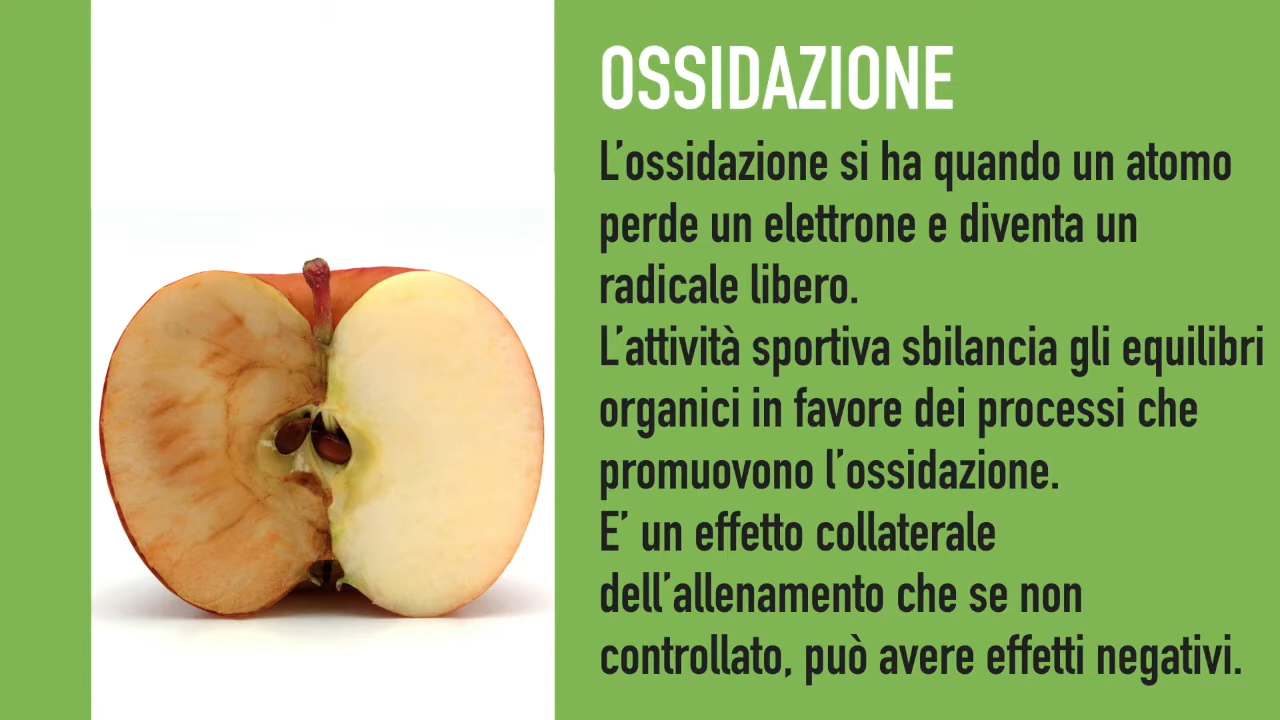 OSSIDAZIONE
L’ossidazione si ha quando un atomo
perde un elettrone e diventa un
radicale libero.
L’attività sportiva sbilancia gli equilibri
organici in favore dei processi che
promuovono l’ossidazione.
E’ un effetto collaterale
dell’allenamento che se non
controllato, può avere effetti negativi.